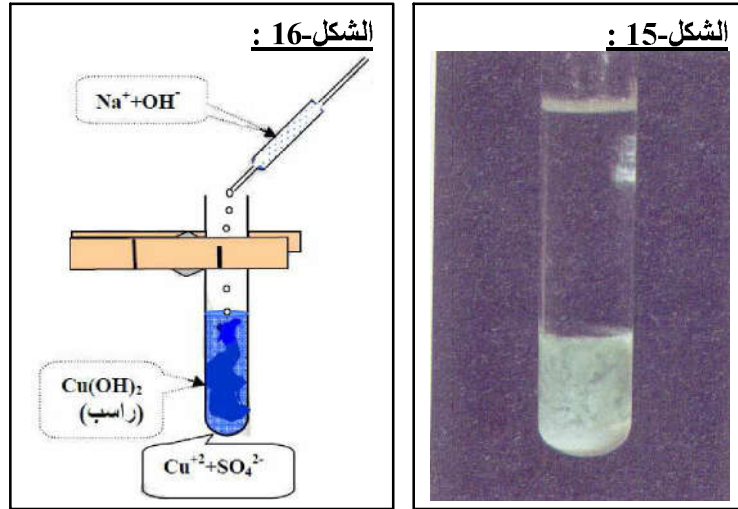 الشكل-15 :
الشكل-16 :
Na⁺+OH⁻
Cu(OH)₂
(راسب)
Cu⁺²+SO₄²⁻